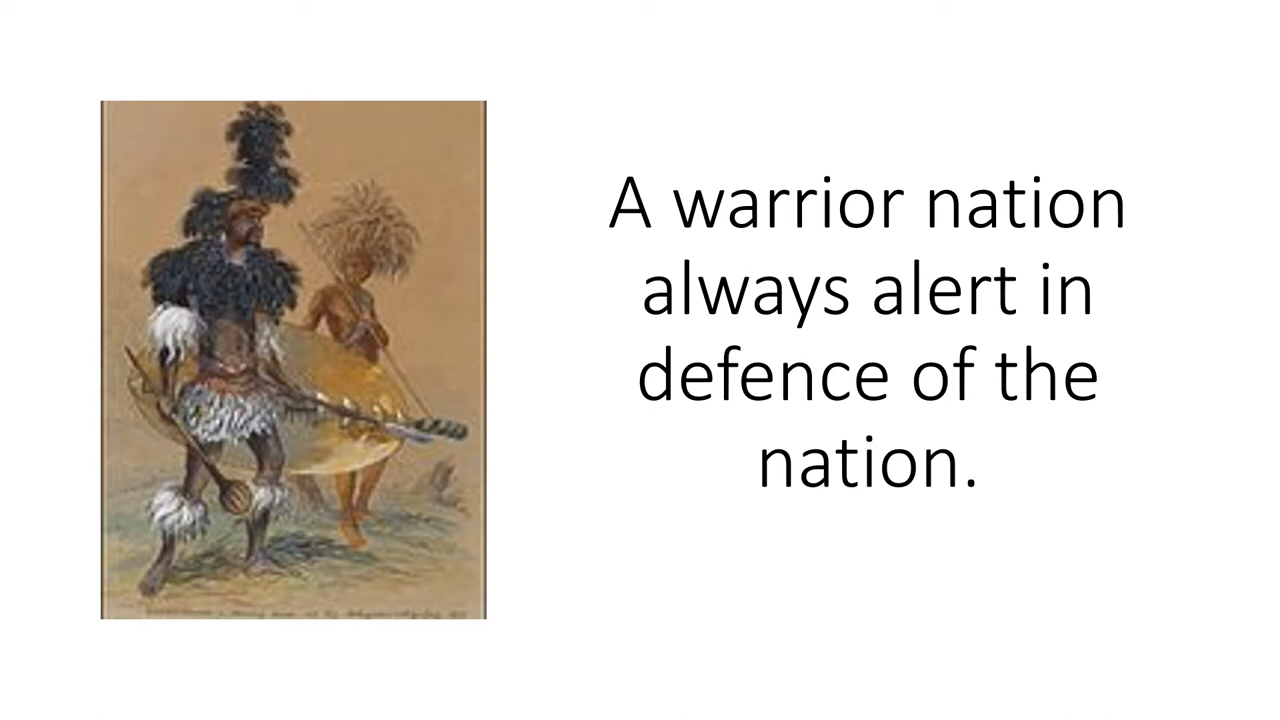 A warrior nation
always alert in
defence of the
nation.